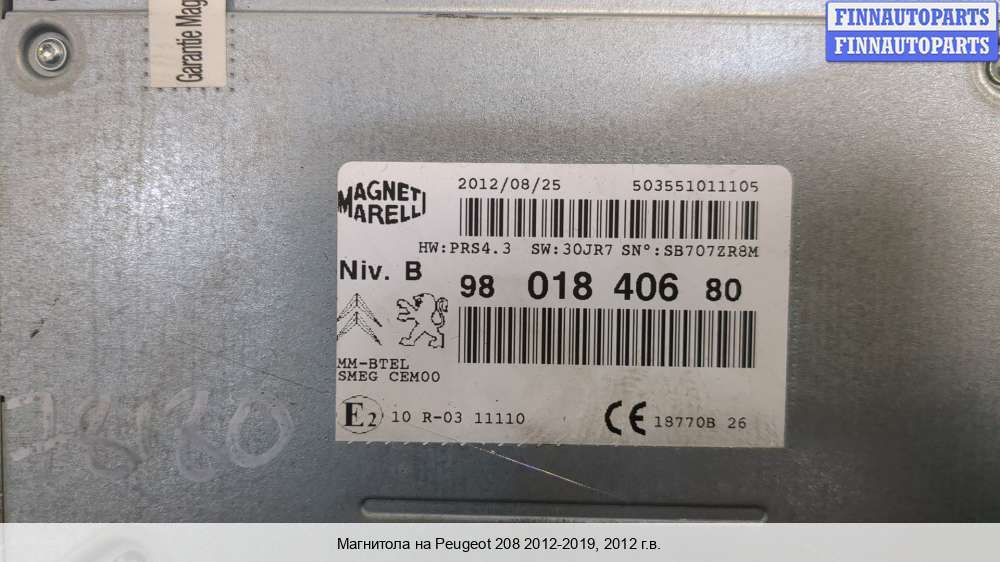 Garantie Mag
FINNAUTOPARTS
FINNAUTOPARTS
MAGNETI
MARELLI
2012/08/25 503551011105
HW:PRS4.3 SW:30JR7 SN°:SB707ZR8M
Niv. B
98 018 406 80
MM-BTEL
SMEG CEM00
E2 10 R-03 11110
CE 18770B 26
78130
Магнитола на Peugeot 208 2012-2019, 2012 г.в.